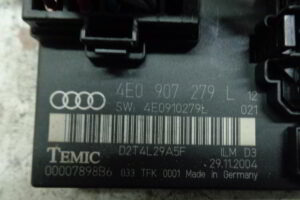 4E0 907 279 L 12
SW: 4E0910279L 021
D2T4L29A5F ILM D3
TEMIC 29.11.2004
00007898B6 033 TFK 0001 Made in Germany